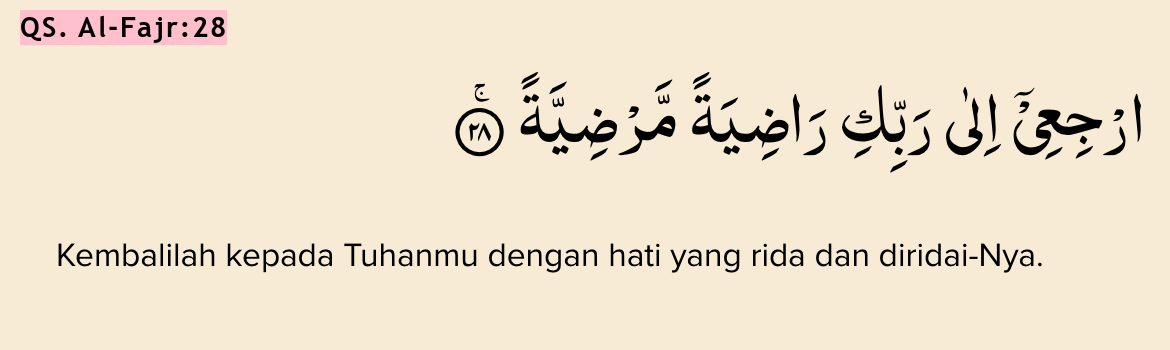 QS. Al-Fajr:28
ارْجِعِيْٓ اِلٰى رَبِّكِ رَاضِيَةً مَّرْضِيَّةً ۚ ۝٢٨
Kembalilah kepada Tuhanmu dengan hati yang rida dan diridai-Nya.